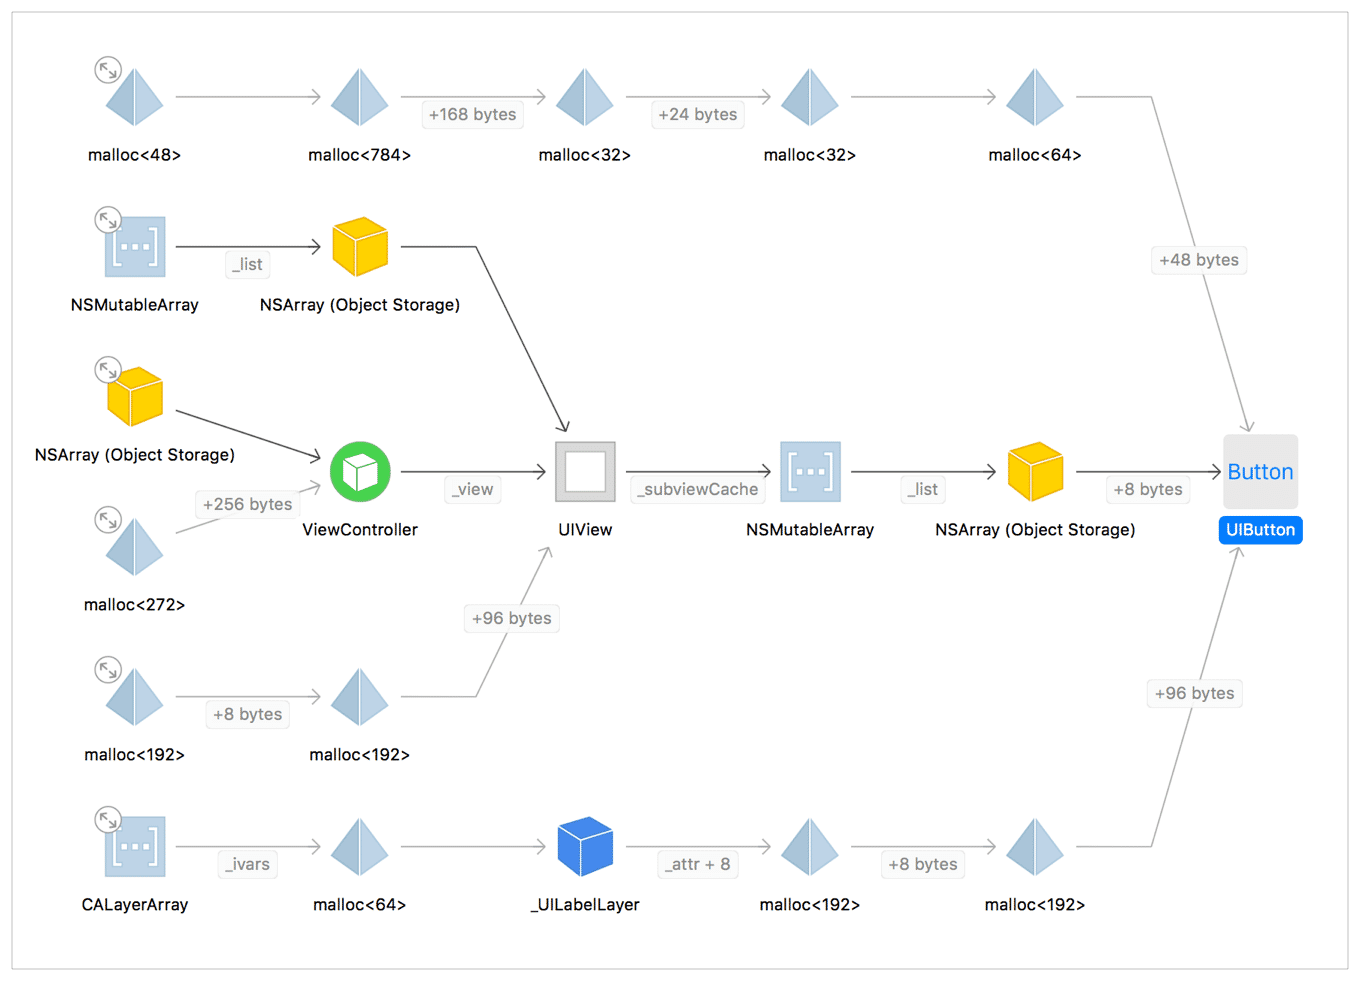 +168 bytes
+24 bytes
malloc<48>
malloc<784>
malloc<32>
malloc<32>
malloc<64>
+48 bytes
_list
NSMutableArray
NSArray (Object Storage)
NSArray (Object Storage)
+256 bytes
_view
_subviewCache
_list
+8 bytes
Button
ViewController
UIView
NSMutableArray
NSArray (Object Storage)
UIButton
malloc<272>
+96 bytes
+8 bytes
+96 bytes
malloc<192>
malloc<192>
_ivars
_attr + 8
+8 bytes
CALayerArray
malloc<64>
_UILabelLayer
malloc<192>
malloc<192>